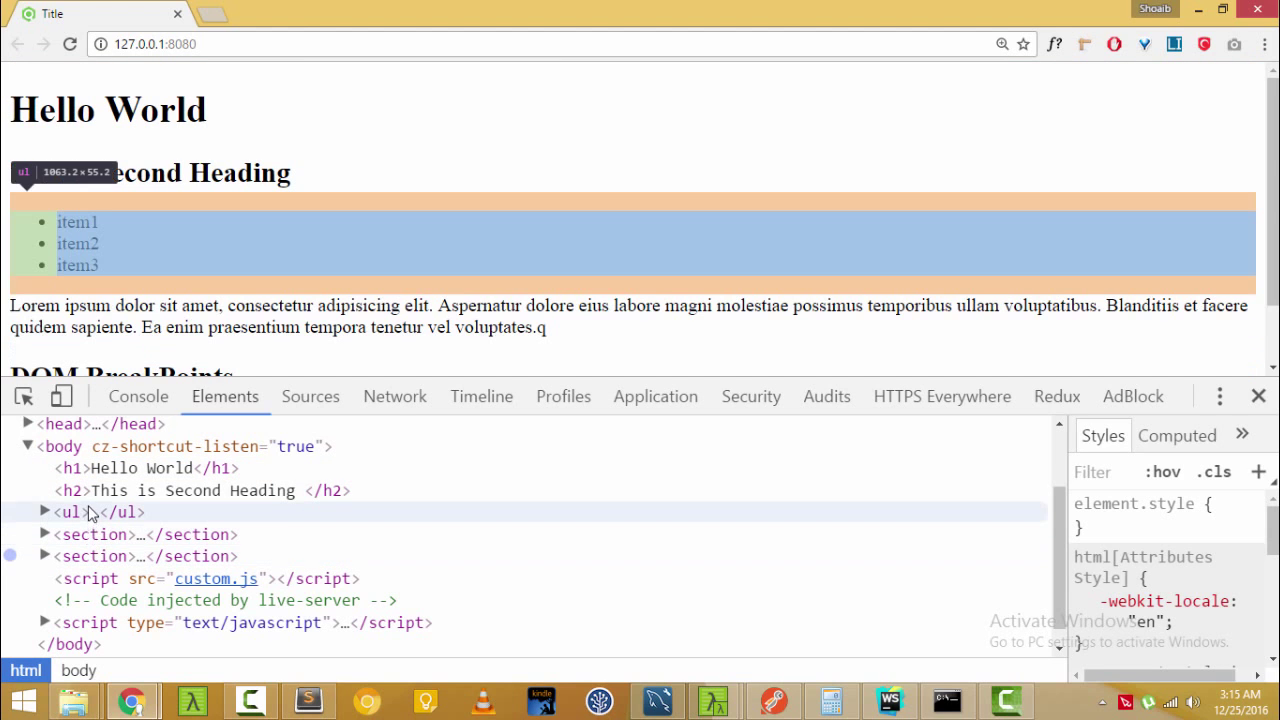 Title
Shoaib
127.0.0.1:8080
f?
LI
Hello World
econd Heading
ul 1063.2×55.2
item1
item2
item3
Lorem ipsum dolor sit amet, consectetur adipisicing elit. Aspernatur dolore eius labore magni molestiae possimus temporibus ullam voluptatibus. Blanditiis et facere
quidem sapiente. Ea enim praesentium tempora tenetur vel voluptates.q
DOM BreakPoints
Console Elements Sources Network Timeline Profiles Application Security Audits HTTPS Everywhere Redux AdBlock
<head>…</head>
<body cz-shortcut-listen="true">
<h1>Hello World</h1>
<h2>This is Second Heading </h2>
<ul>…</ul>
<section>…</section>
<section>…</section>
<script src="custom.js"></script>
<!-- Code injected by live-server -->
<script type="text/javascript">…</script>
</body>
html body
Styles Computed »
Filter :hov .cls +
element.style {
}
html[Attributes
Style] {
-webkit-locale:
"en";
}
Activate Windows
Go to PC settings to activate Windows.
kindle
WS
3:15 AM
12/25/2016